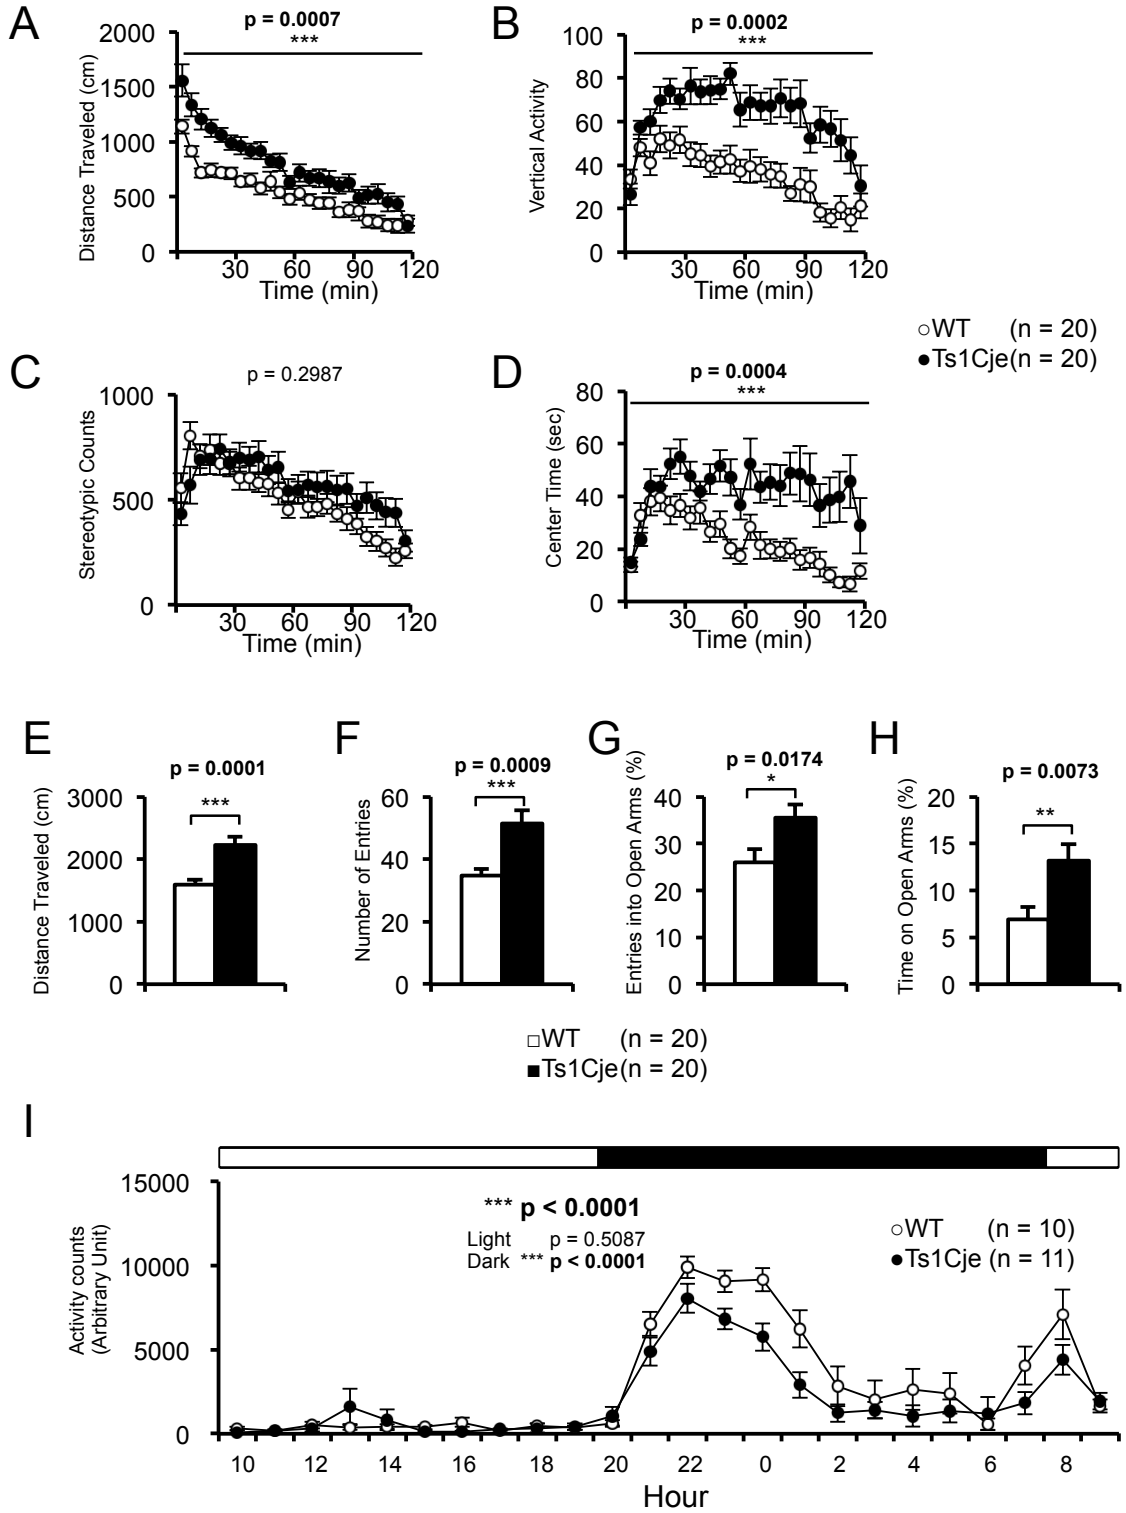 A
p = 0.0007
***
Distance Traveled (cm)
2000
1500
1000
500
0
30
60
90
120
Time (min)
B
p = 0.0002
***
Vertical Activity
100
80
60
40
20
0
30
60
90
120
Time (min)
WT (n = 20)
Ts1Cje (n = 20)
C
p = 0.2987
Stereotypic Counts
1000
500
0
30
60
90
120
Time (min)
D
p = 0.0004
***
Center Time (sec)
80
60
40
20
0
30
60
90
120
Time (min)
E
p = 0.0001
***
Distance Traveled (cm)
3000
2000
1000
0
F
p = 0.0009
***
Number of Entries
60
40
20
0
G
p = 0.0174
*
Entries into Open Arms (%)
40
30
20
10
0
H
p = 0.0073
**
Time on Open Arms (%)
20
15
10
5
0
WT (n = 20)
Ts1Cje (n = 20)
I
Activity counts
(Arbitrary Unit)
15000
10000
5000
0
*** p < 0.0001
Light p = 0.5087
Dark *** p < 0.0001
WT (n = 10)
Ts1Cje (n = 11)
10
12
14
16
18
20
22
0
2
4
6
8
Hour